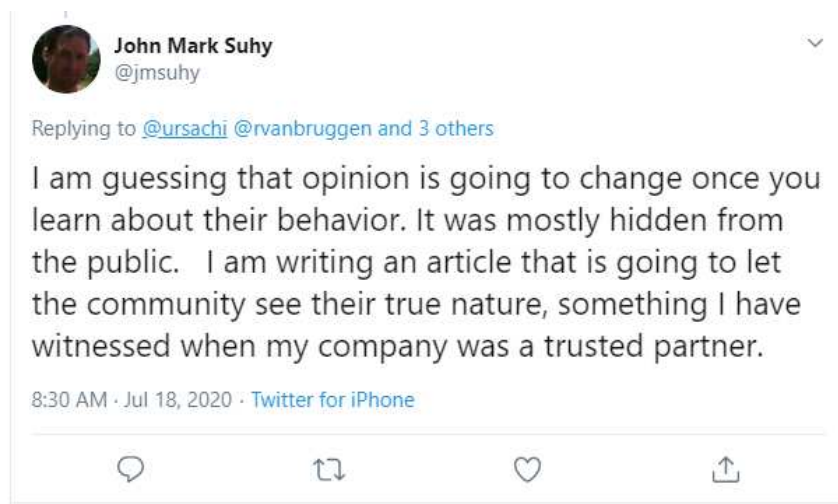 John Mark Suhy
@jmsuhy
Replying to @ursachi @rvanbruggen and 3 others
I am guessing that opinion is going to change once you
learn about their behavior. It was mostly hidden from
the public.   I am writing an article that is going to let
the community see their true nature, something I have
witnessed when my company was a trusted partner.
8:30 AM · Jul 18, 2020 · Twitter for iPhone